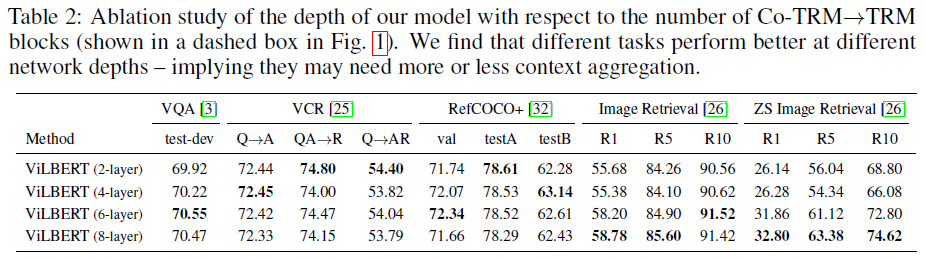 Table 2: Ablation study of the depth of our model with respect to the number of Co-TRM→TRM
blocks (shown in a dashed box in Fig. 1). We find that different tasks perform better at different
network depths – implying they may need more or less context aggregation.
VQA [3] VCR [25] RefCOCO+ [32] Image Retrieval [26] ZS Image Retrieval [26]
Method test-dev Q→A QA→R Q→AR val testA testB R1 R5 R10 R1 R5 R10
ViLBERT (2-layer) 69.92 72.44 74.80 54.40 71.74 78.61 62.28 55.68 84.26 90.56 26.14 56.04 68.80
ViLBERT (4-layer) 70.22 72.45 74.00 53.82 72.07 78.53 63.14 55.38 84.10 90.62 26.28 54.34 66.08
ViLBERT (6-layer) 70.55 72.42 74.47 54.04 72.34 78.52 62.61 58.20 84.90 91.52 31.86 61.12 72.80
ViLBERT (8-layer) 70.47 72.33 74.15 53.79 71.66 78.29 62.43 58.78 85.60 91.42 32.80 63.38 74.62